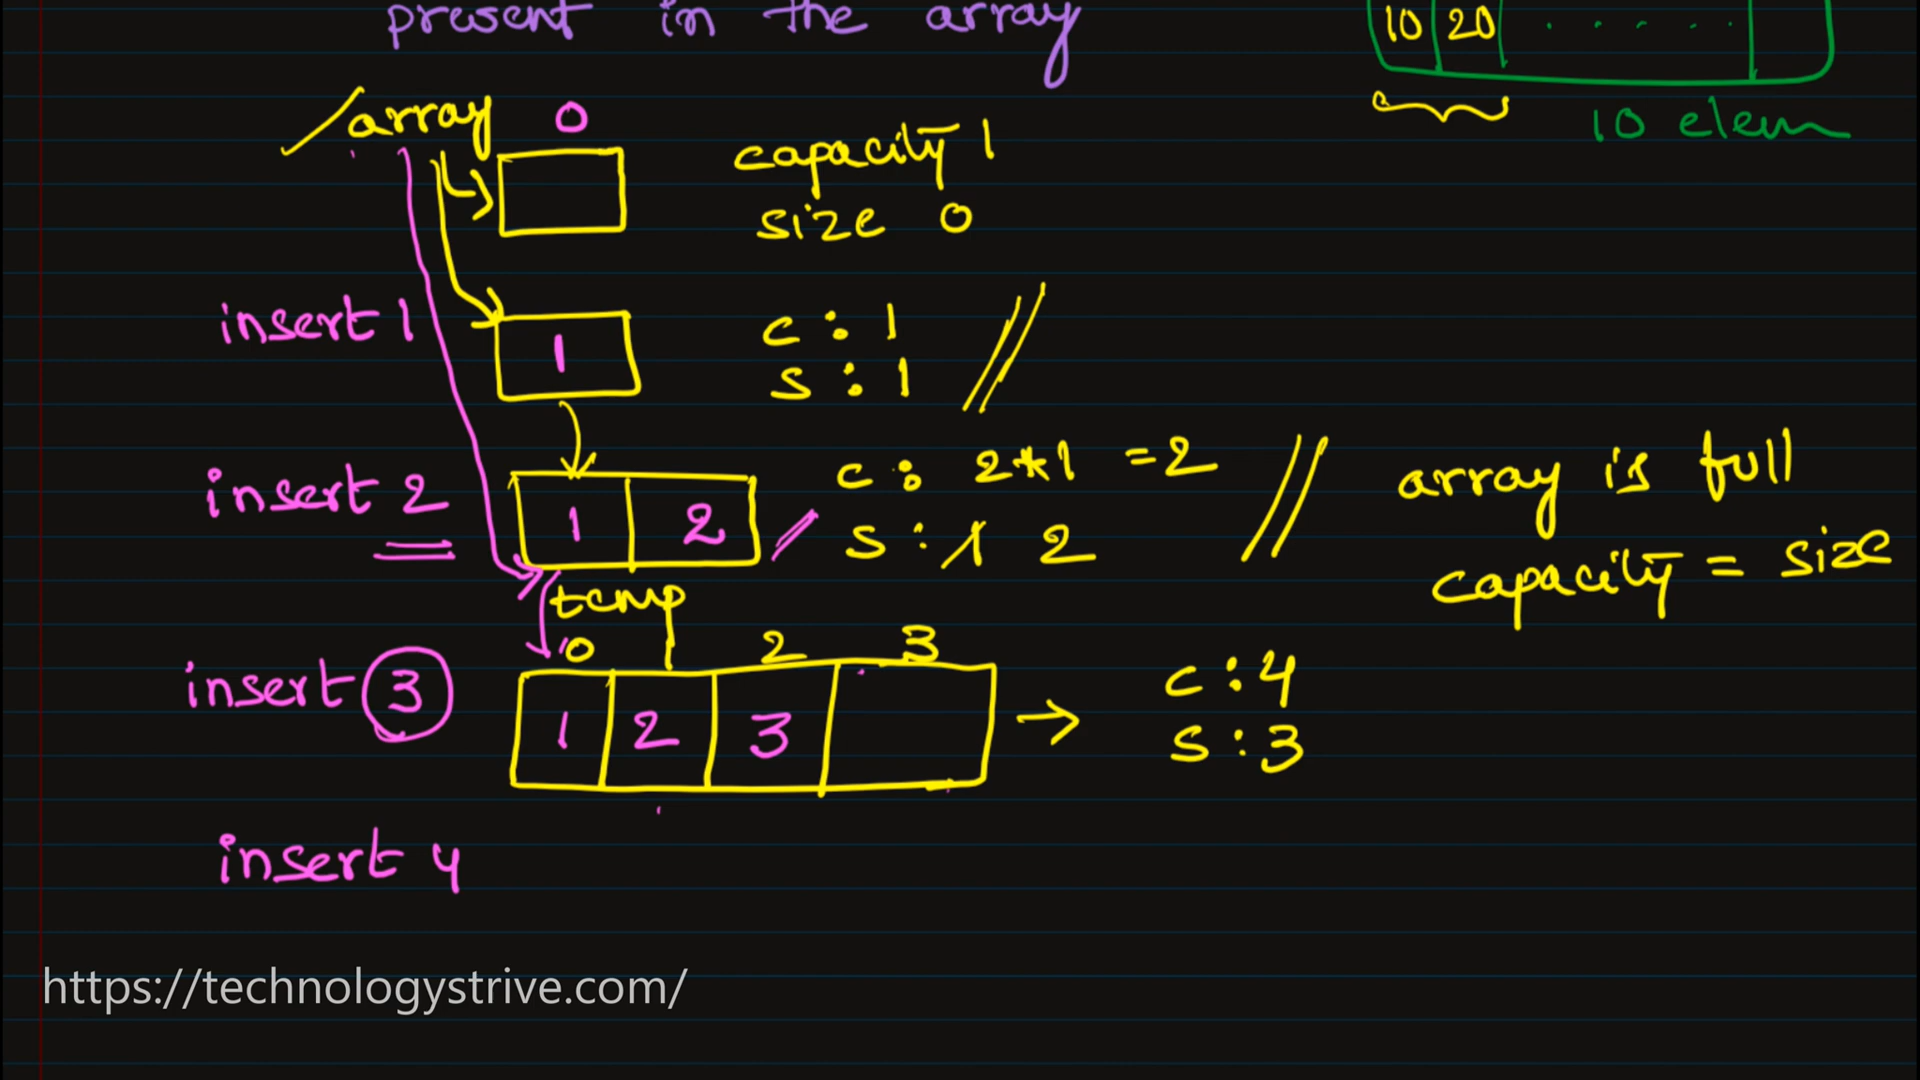 present in the array
10 20 . . . . .
10 elem
array 0
capacity 1
size 0
insert 1
1
c : 1
s : 1
insert 2
1 2
c : 2*1 = 2
s : 1 2
array is full
capacity = size
temp
0 1 2 3
insert 3
1 2 3
c : 4
s : 3
insert 4
https://technologystrive.com/